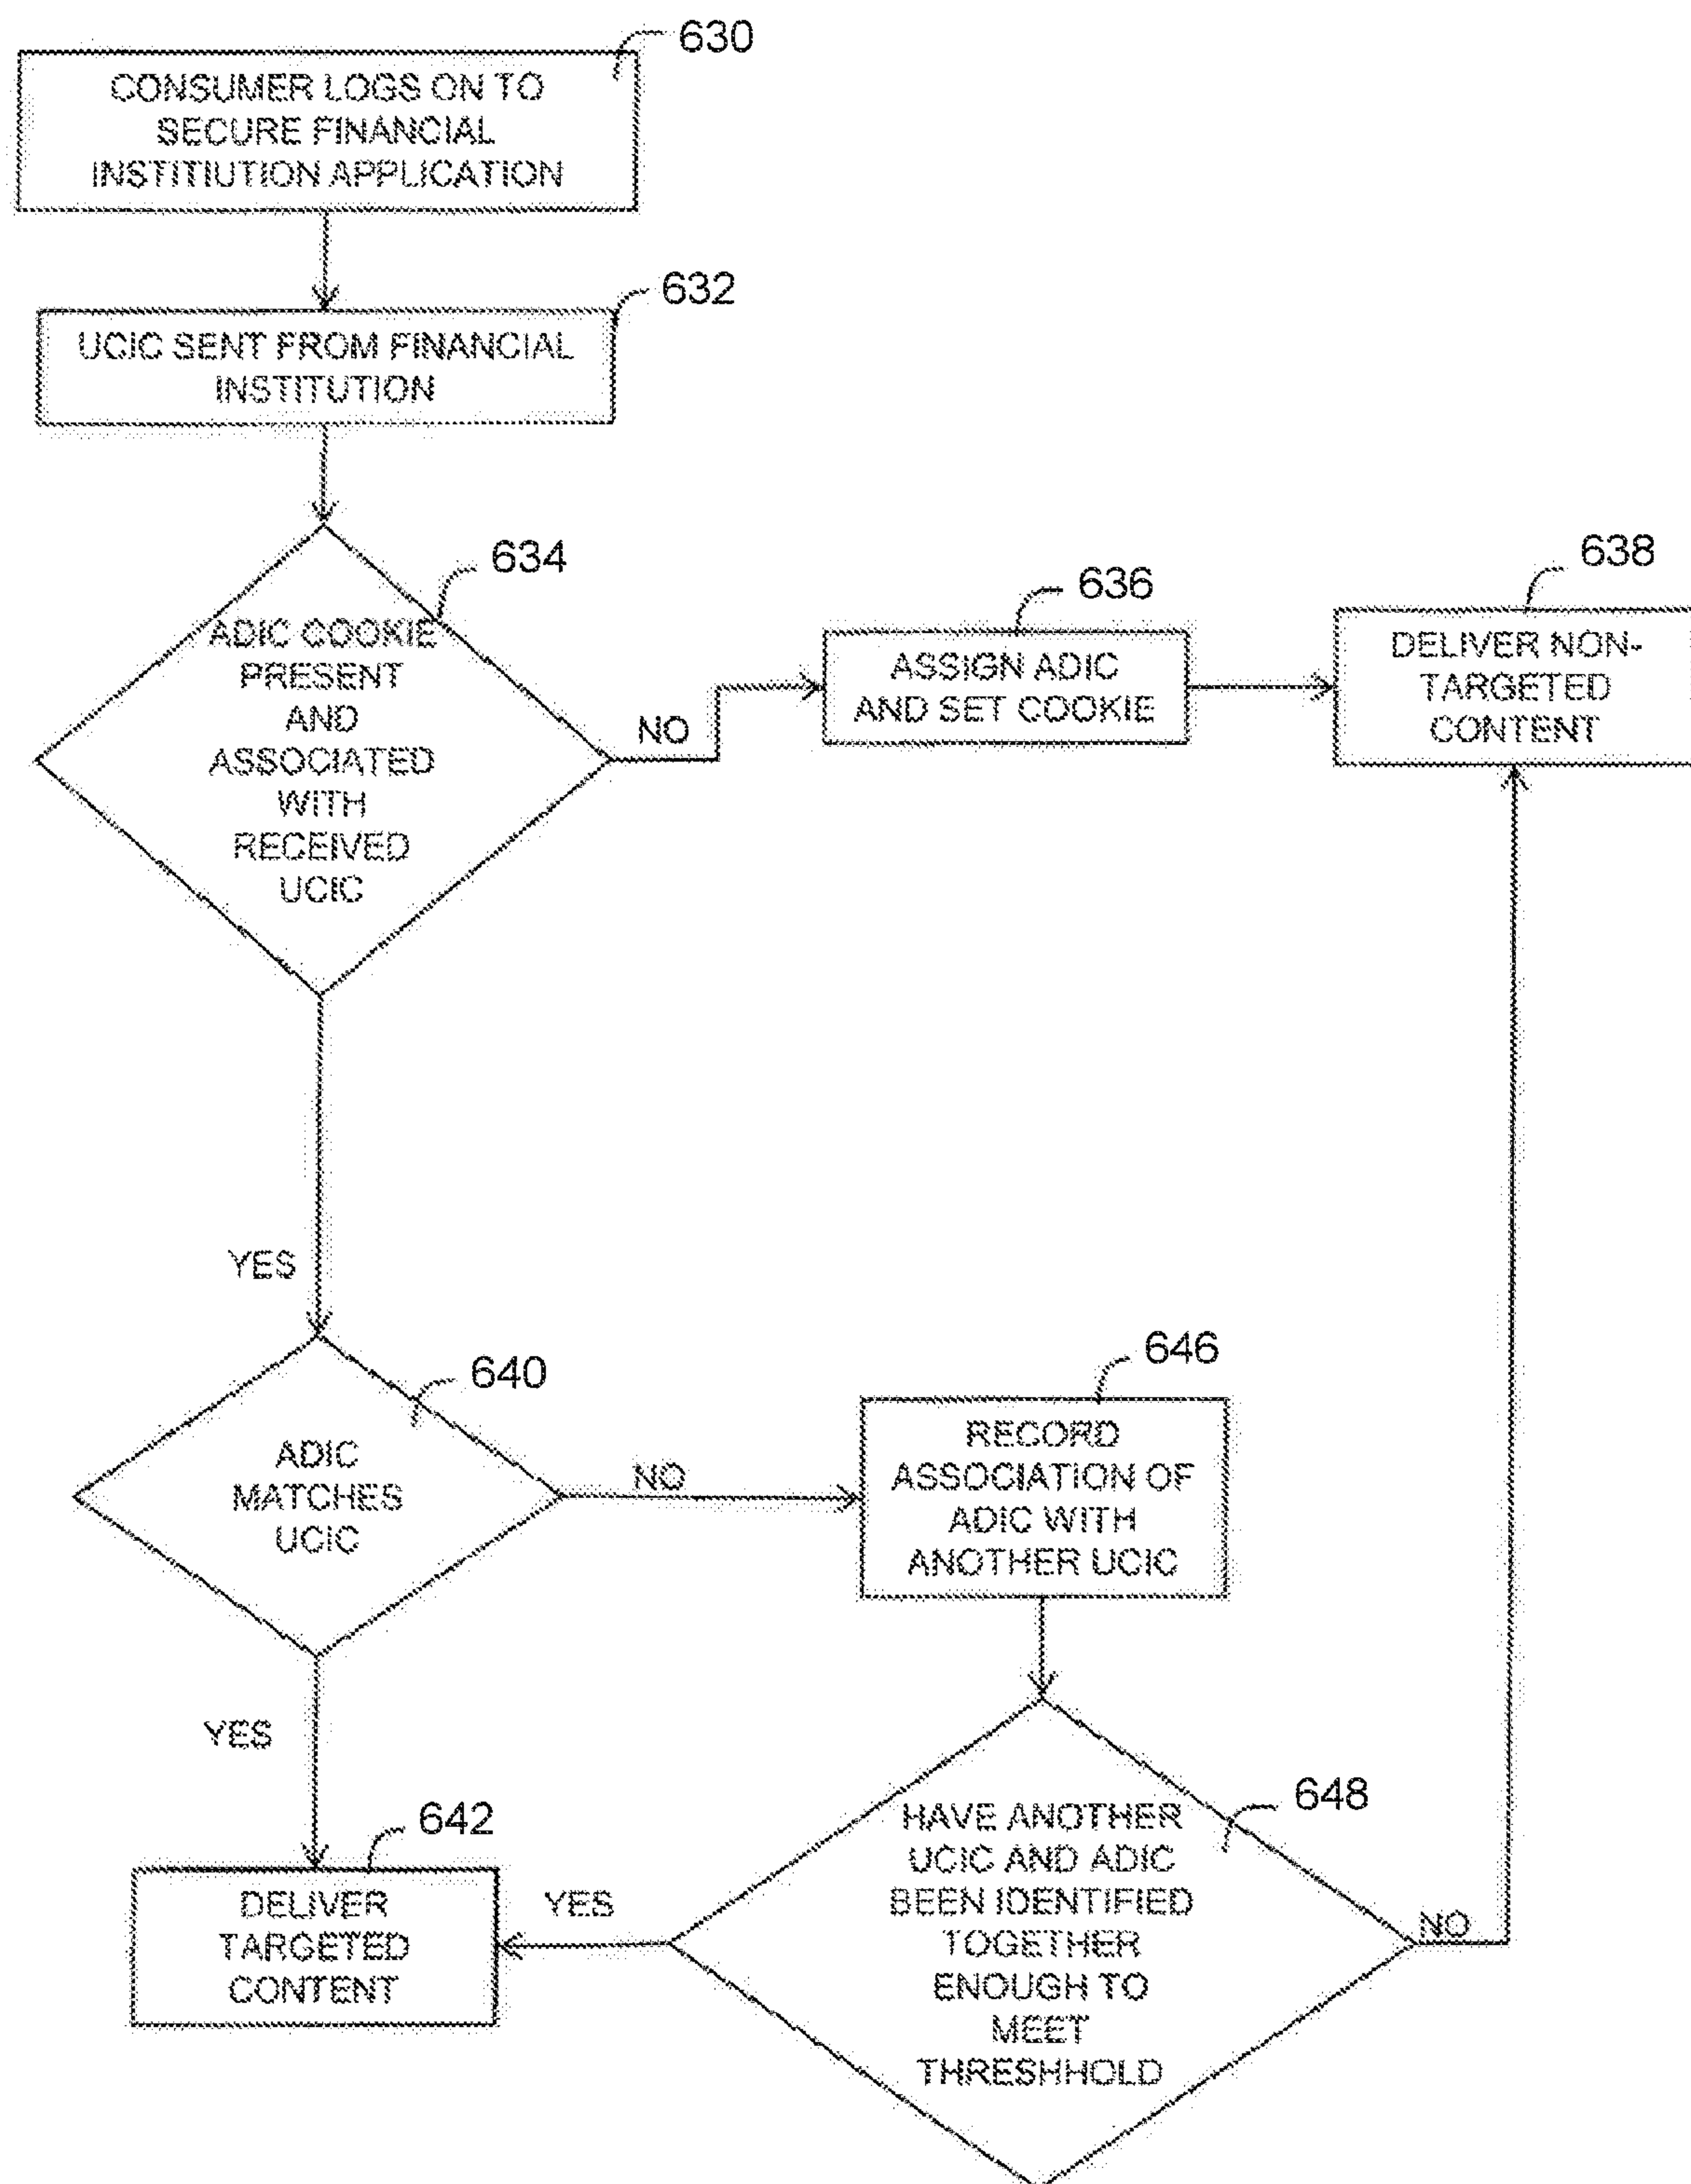 630
CONSUMER LOGS ON TO
SECURE FINANCIAL
INSTITIUTION APPLICATION
632
UCIC SENT FROM FINANCIAL
INSTITUTION
634
ADIC COOKIE
PRESENT
AND
ASSOCIATED
WITH
RECEIVED
UCIC
NO
636
ASSIGN ADIC
AND SET COOKIE
638
DELIVER NON-
TARGETED
CONTENT
YES
640
ADIC
MATCHES
UCIC
NO
646
RECORD
ASSOCIATION OF
ADIC WITH
ANOTHER UCIC
YES
642
DELIVER
TARGETED
CONTENT
YES
648
HAVE ANOTHER
UCIC AND ADIC
BEEN IDENTIFIED
TOGETHER
ENOUGH TO
MEET
THRESHHOLD
NO